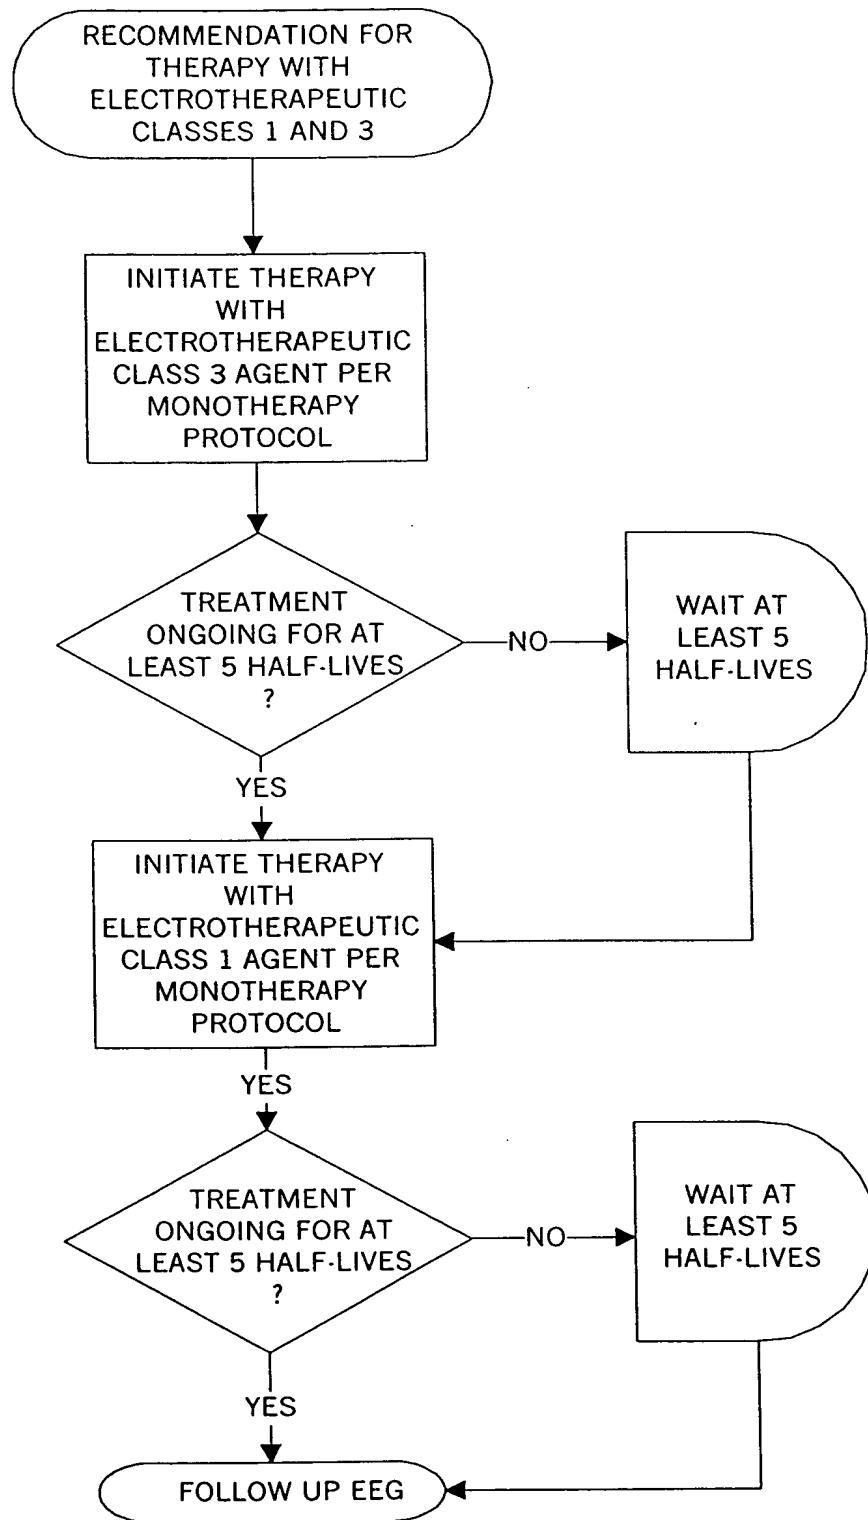 RECOMMENDATION FOR
THERAPY WITH
ELECTROTHERAPEUTIC
CLASSES 1 AND 3
INITIATE THERAPY
WITH
ELECTROTHERAPEUTIC
CLASS 3 AGENT PER
MONOTHERAPY
PROTOCOL
TREATMENT
ONGOING FOR AT
LEAST 5 HALF-LIVES
?
NO
WAIT AT
LEAST 5
HALF-LIVES
YES
INITIATE THERAPY
WITH
ELECTROTHERAPEUTIC
CLASS 1 AGENT PER
MONOTHERAPY
PROTOCOL
YES
TREATMENT
ONGOING FOR AT
LEAST 5 HALF-LIVES
?
NO
WAIT AT
LEAST 5
HALF-LIVES
YES
FOLLOW UP EEG